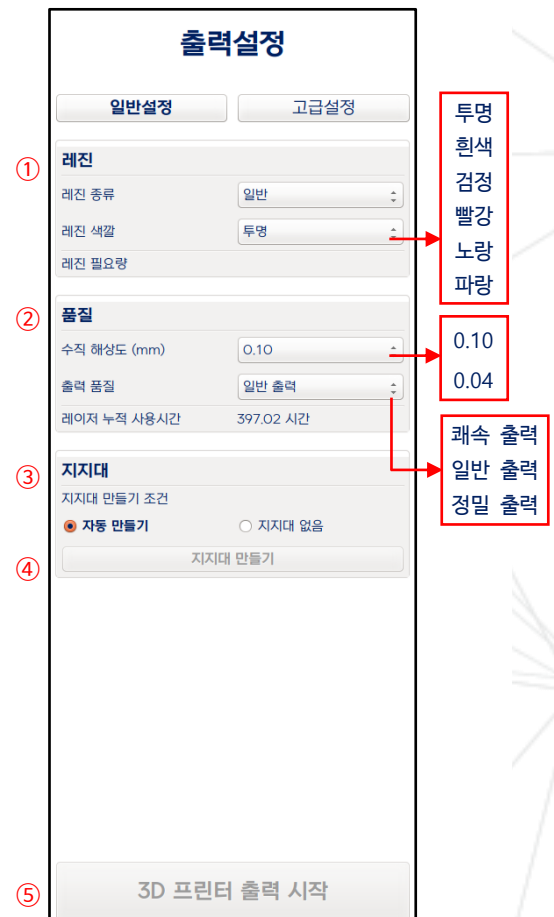 출력설정
일반설정 고급설정
① 레진
레진 종류 일반
레진 색깔 투명
레진 필요량
투명
흰색
검정
빨강
노랑
파랑
② 품질
수직 해상도 (mm) 0.10
출력 품질 일반 출력
레이저 누적 사용시간 397.02 시간
0.10
0.04
쾌속 출력
일반 출력
정밀 출력
③ 지지대
지지대 만들기 조건
자동 만들기 지지대 없음
④ 지지대 만들기
⑤ 3D 프린터 출력 시작